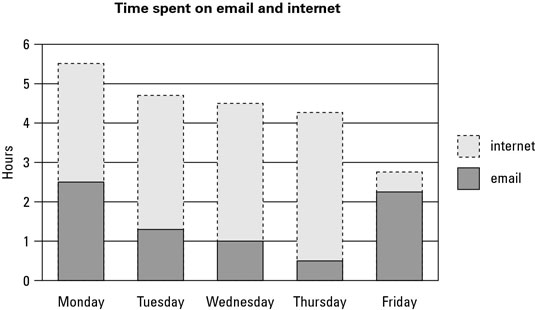 Time spent on email and internet
6
5
4
3
2
1
0
Hours
Monday Tuesday Wednesday Thursday Friday
internet
email